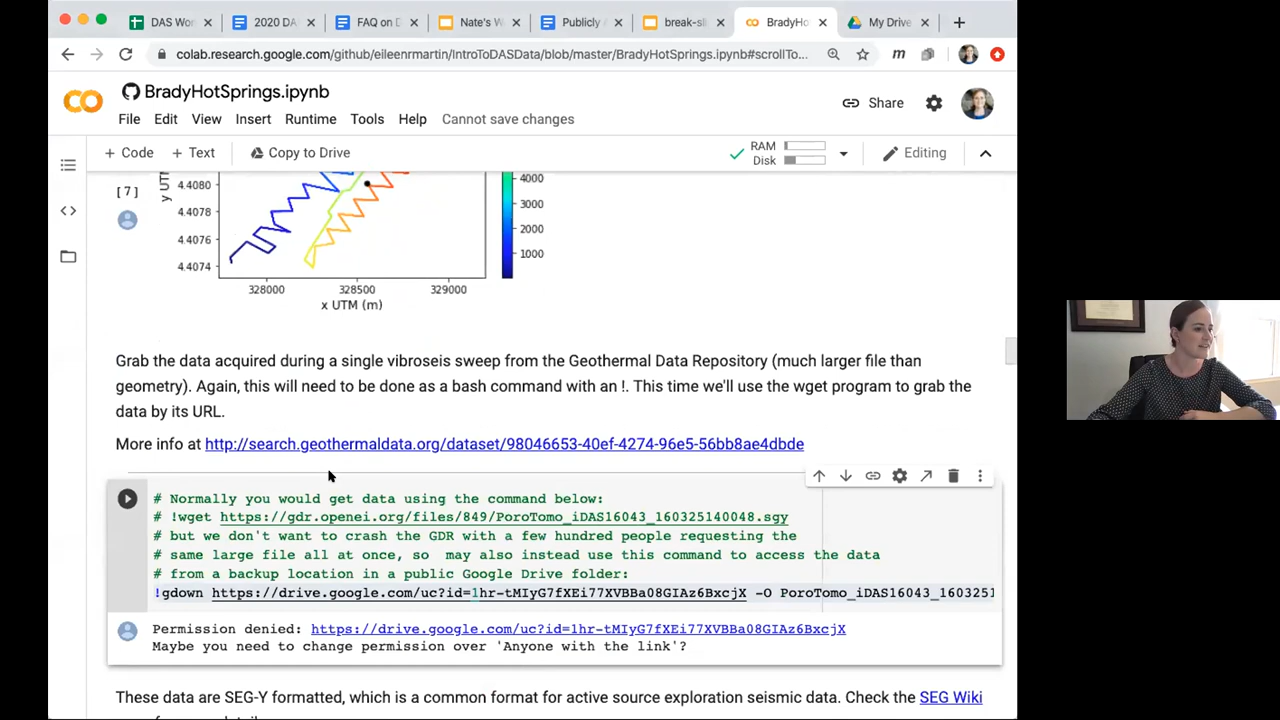 DAS Wor
2020 DA
FAQ on D
Nate's W
Publicly
break-sl
BradyHo
My Drive
colab.research.google.com/github/eileenrmartin/IntroToDASData/blob/master/BradyHotSprings.ipynb#scrollTo...
m
CO
BradyHotSprings.ipynb
File Edit View Insert Runtime Tools Help Cannot save changes
Share
+ Code + Text Copy to Drive
RAM
Disk
Editing
[7]
y UTM
4.4080
4.4078
4.4076
4.4074
328000 328500 329000
x UTM (m)
4000
3000
2000
1000
Grab the data acquired during a single vibroseis sweep from the Geothermal Data Repository (much larger file than
geometry). Again, this will need to be done as a bash command with an !. This time we'll use the wget program to grab the
data by its URL.
More info at http://search.geothermaldata.org/dataset/98046653-40ef-4274-96e5-56bb8ae4dbde
# Normally you would get data using the command below:
# !wget https://gdr.openei.org/files/849/PoroTomo_iDAS16043_160325140048.sgy
# but we don't want to crash the GDR with a few hundred people requesting the
# same large file all at once, so may also instead use this command to access the data
# from a backup location in a public Google Drive folder:
!gdown https://drive.google.com/uc?id=1hr-tMIyG7fXEi77XVBBa08GIAz6BxcjX -O PoroTomo_iDAS16043_1603251
Permission denied: https://drive.google.com/uc?id=1hr-tMIyG7fXEi77XVBBa08GIAz6BxcjX
Maybe you need to change permission over 'Anyone with the link'?
These data are SEG-Y formatted, which is a common format for active source exploration seismic data. Check the SEG Wiki